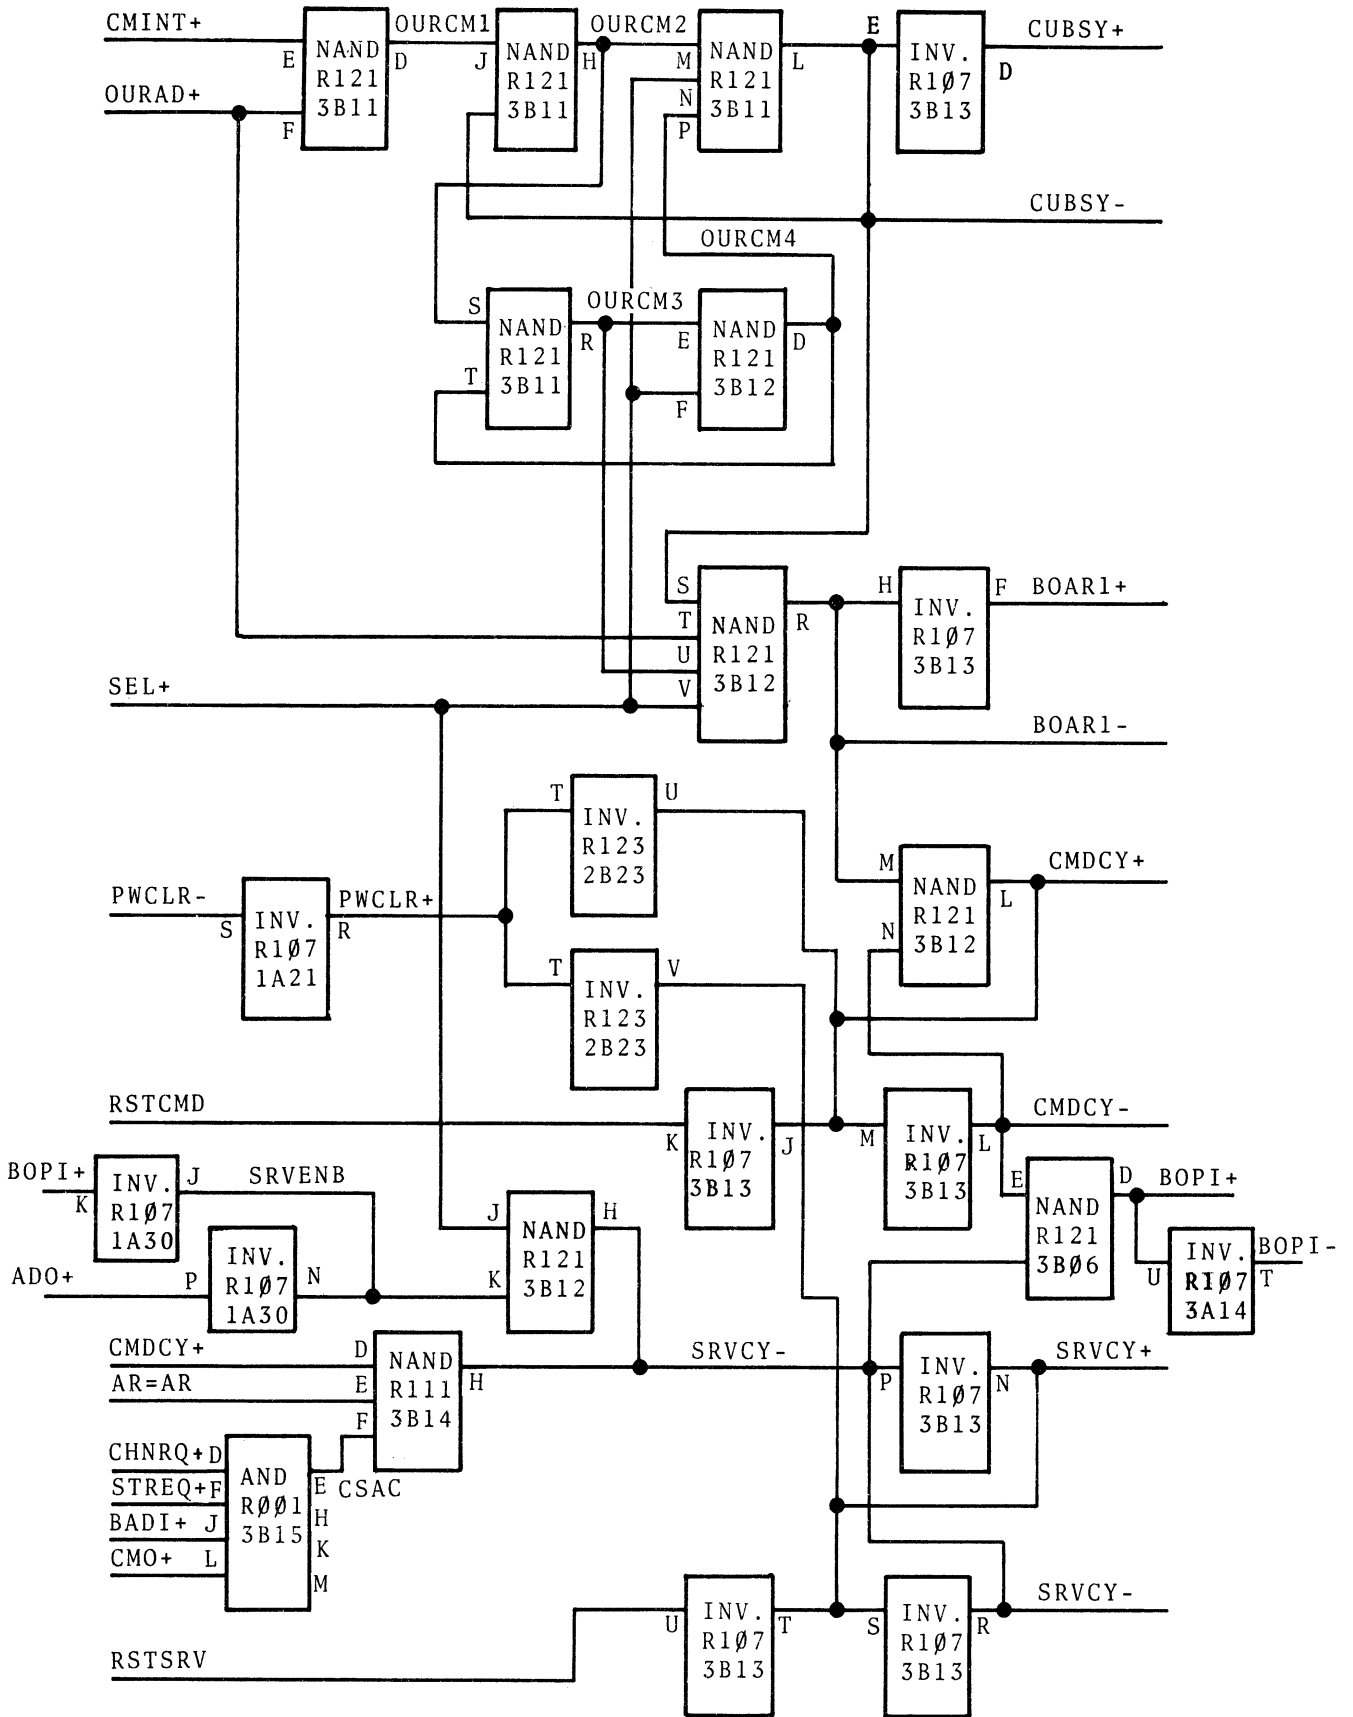 CMINT+
E
NAND
R121
3B11
D
OURCM1
J
NAND
R121
3B11
H
OURCM2
M
N
P
NAND
R121
3B11
L
E
INV.
R1Ø7
3B13
D
CUBSY+
OURAD+
F
CUBSY-
OURCM4
S
T
NAND
R121
3B11
R
OURCM3
E
F
NAND
R121
3B12
D
S
T
U
V
NAND
R121
3B12
R
H
INV.
R1Ø7
3B13
F
BOAR1+
SEL+
BOAR1-
T
INV.
R123
2B23
U
PWCLR-
S
INV.
R1Ø7
1A21
R
PWCLR+
T
INV.
R123
2B23
V
M
N
NAND
R121
3B12
L
CMDCY+
RSTCMD
K
INV.
R1Ø7
3B13
J
M
INV.
R1Ø7
3B13
L
CMDCY-
BOPI+
K
INV.
R1Ø7
1A30
J
SRVENB
ADO+
P
INV.
R1Ø7
1A30
N
J
K
NAND
R121
3B12
H
E
NAND
R121
3BØ6
D
BOPI+
U
INV.
R1Ø7
3A14
BOPI-
T
CMDCY+
D
AR=AR
E
F
NAND
R111
3B14
H
SRVCY-
P
INV.
R1Ø7
3B13
N
SRVCY+
CHNRQ+ D
STREQ+ F
BADI+ J
CMO+ L
AND
RØØ1
3B15
E
H
K
M
CSAC
RSTSRV
U
INV.
R1Ø7
3B13
T
S
INV.
R1Ø7
3B13
R
SRVCY-